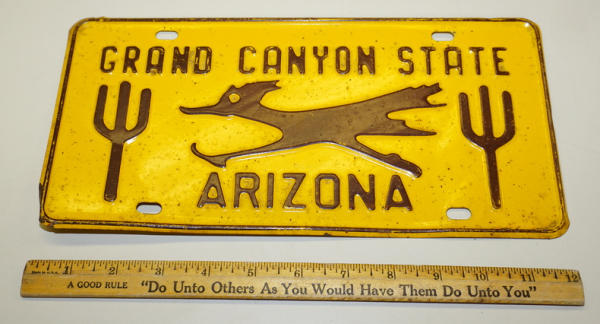 GRAND CANYON STATE
ARIZONA
1 2 3 4 5 6 7 8 9 10 11 12
A GOOD RULE "Do Unto Others As You Would Have Them Do Unto You"